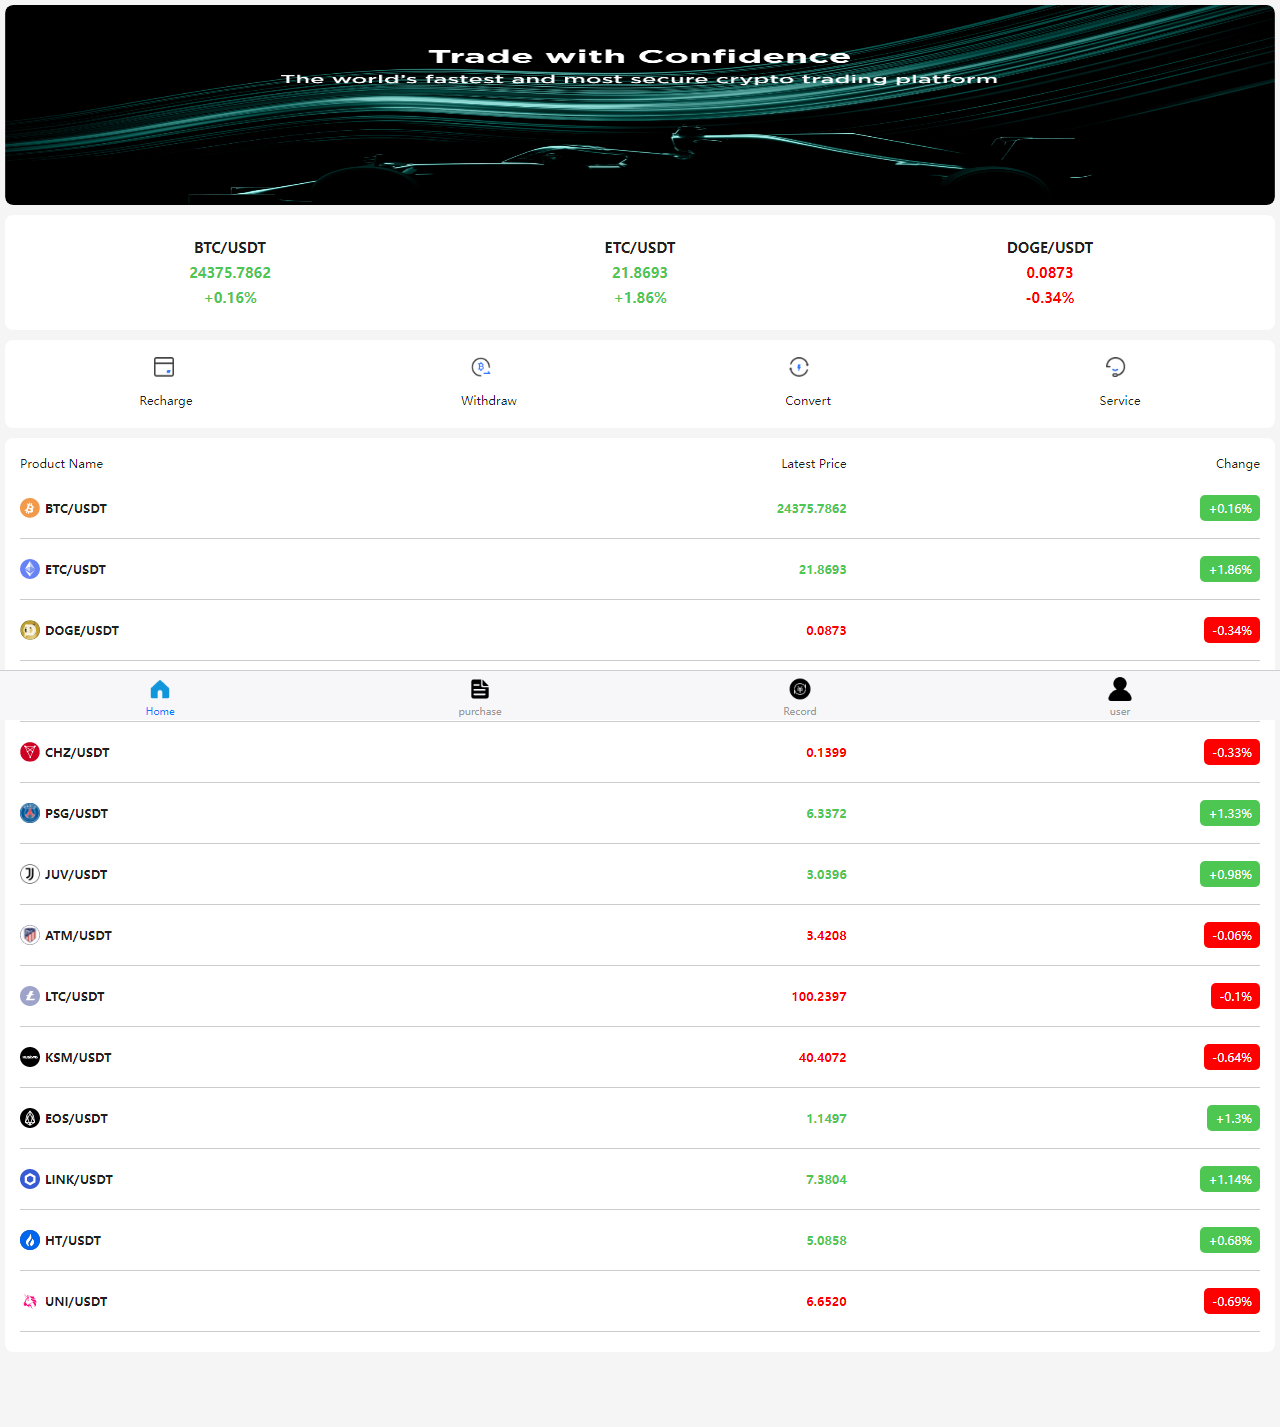 Trade with Confidence
The world's fastest and most secure crypto trading platform
BTC/USDT ETC/USDT DOGE/USDT
24375.7862 21.8693 0.0873
+0.16% +1.86% -0.34%
Recharge Withdraw Convert Service
Product Name Latest Price Change
BTC/USDT 24375.7862 +0.16%
ETC/USDT 21.8693 +1.86%
DOGE/USDT 0.0873 -0.34%
Home purchase Record user
CHZ/USDT 0.1399 -0.33%
PSG/USDT 6.3372 +1.33%
JUV/USDT 3.0396 +0.98%
ATM/USDT 3.4208 -0.06%
LTC/USDT 100.2397 -0.1%
KSM/USDT 40.4072 -0.64%
EOS/USDT 1.1497 +1.3%
LINK/USDT 7.3804 +1.14%
HT/USDT 5.0858 +0.68%
UNI/USDT 6.6520 -0.69%